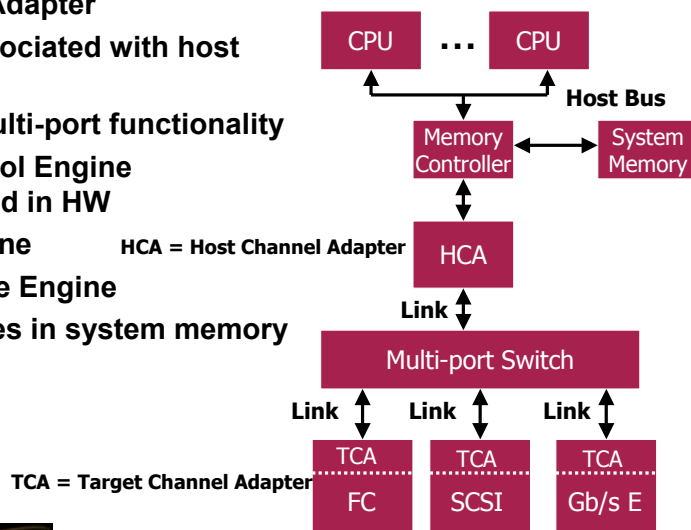 Adapter
ociated with host
ulti-port functionality
ol Engine
d in HW
ne
e Engine
es in system memory
CPU ... CPU
Host Bus
Memory Controller
System Memory
HCA = Host Channel Adapter
HCA
Link
Multi-port Switch
Link Link Link
TCA TCA TCA
TCA = Target Channel Adapter
FC SCSI Gb/s E